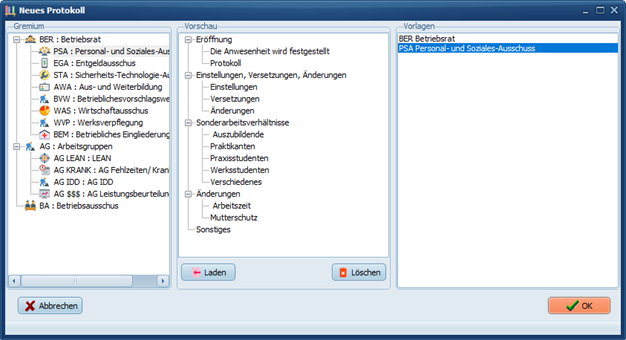 Neues Protokoll
Gremium
BER : Betriebsrat
PSA : Personal- und Soziales-Aus
EGA : Entgeldausschus
STA : Sicherheits-Technologie-Au
AWA : Aus- und Weiterbildung
BVW : Betriebliches­vorschlagswe
WAS : Wirtschaftausschus
WVP : Werksverpflegung
BEM : Betriebliches Eingliederung
AG : Arbeitsgruppen
AG LEAN : LEAN
AG KRANK : AG Fehlzeiten/ Kran
AG IDD : AG IDD
AG $$$ : AG Leistungsbeurteilun
BA : Betriebsausschus
Vorschau
Eröffnung
Die Anwesenheit wird festgestellt
Protokoll
Einstellungen, Versetzungen, Änderungen
Einstellungen
Versetzungen
Änderungen
Sonderarbeitsverhältnisse
Auszubildende
Praktikanten
Praxisstudenten
Werksstudenten
Verschiedenes
Änderungen
Arbeitszeit
Mutterschutz
Sonstiges
Laden
Löschen
Vorlagen
BER Betriebsrat
PSA Personal- und Soziales-Ausschuss
Abbrechen
OK